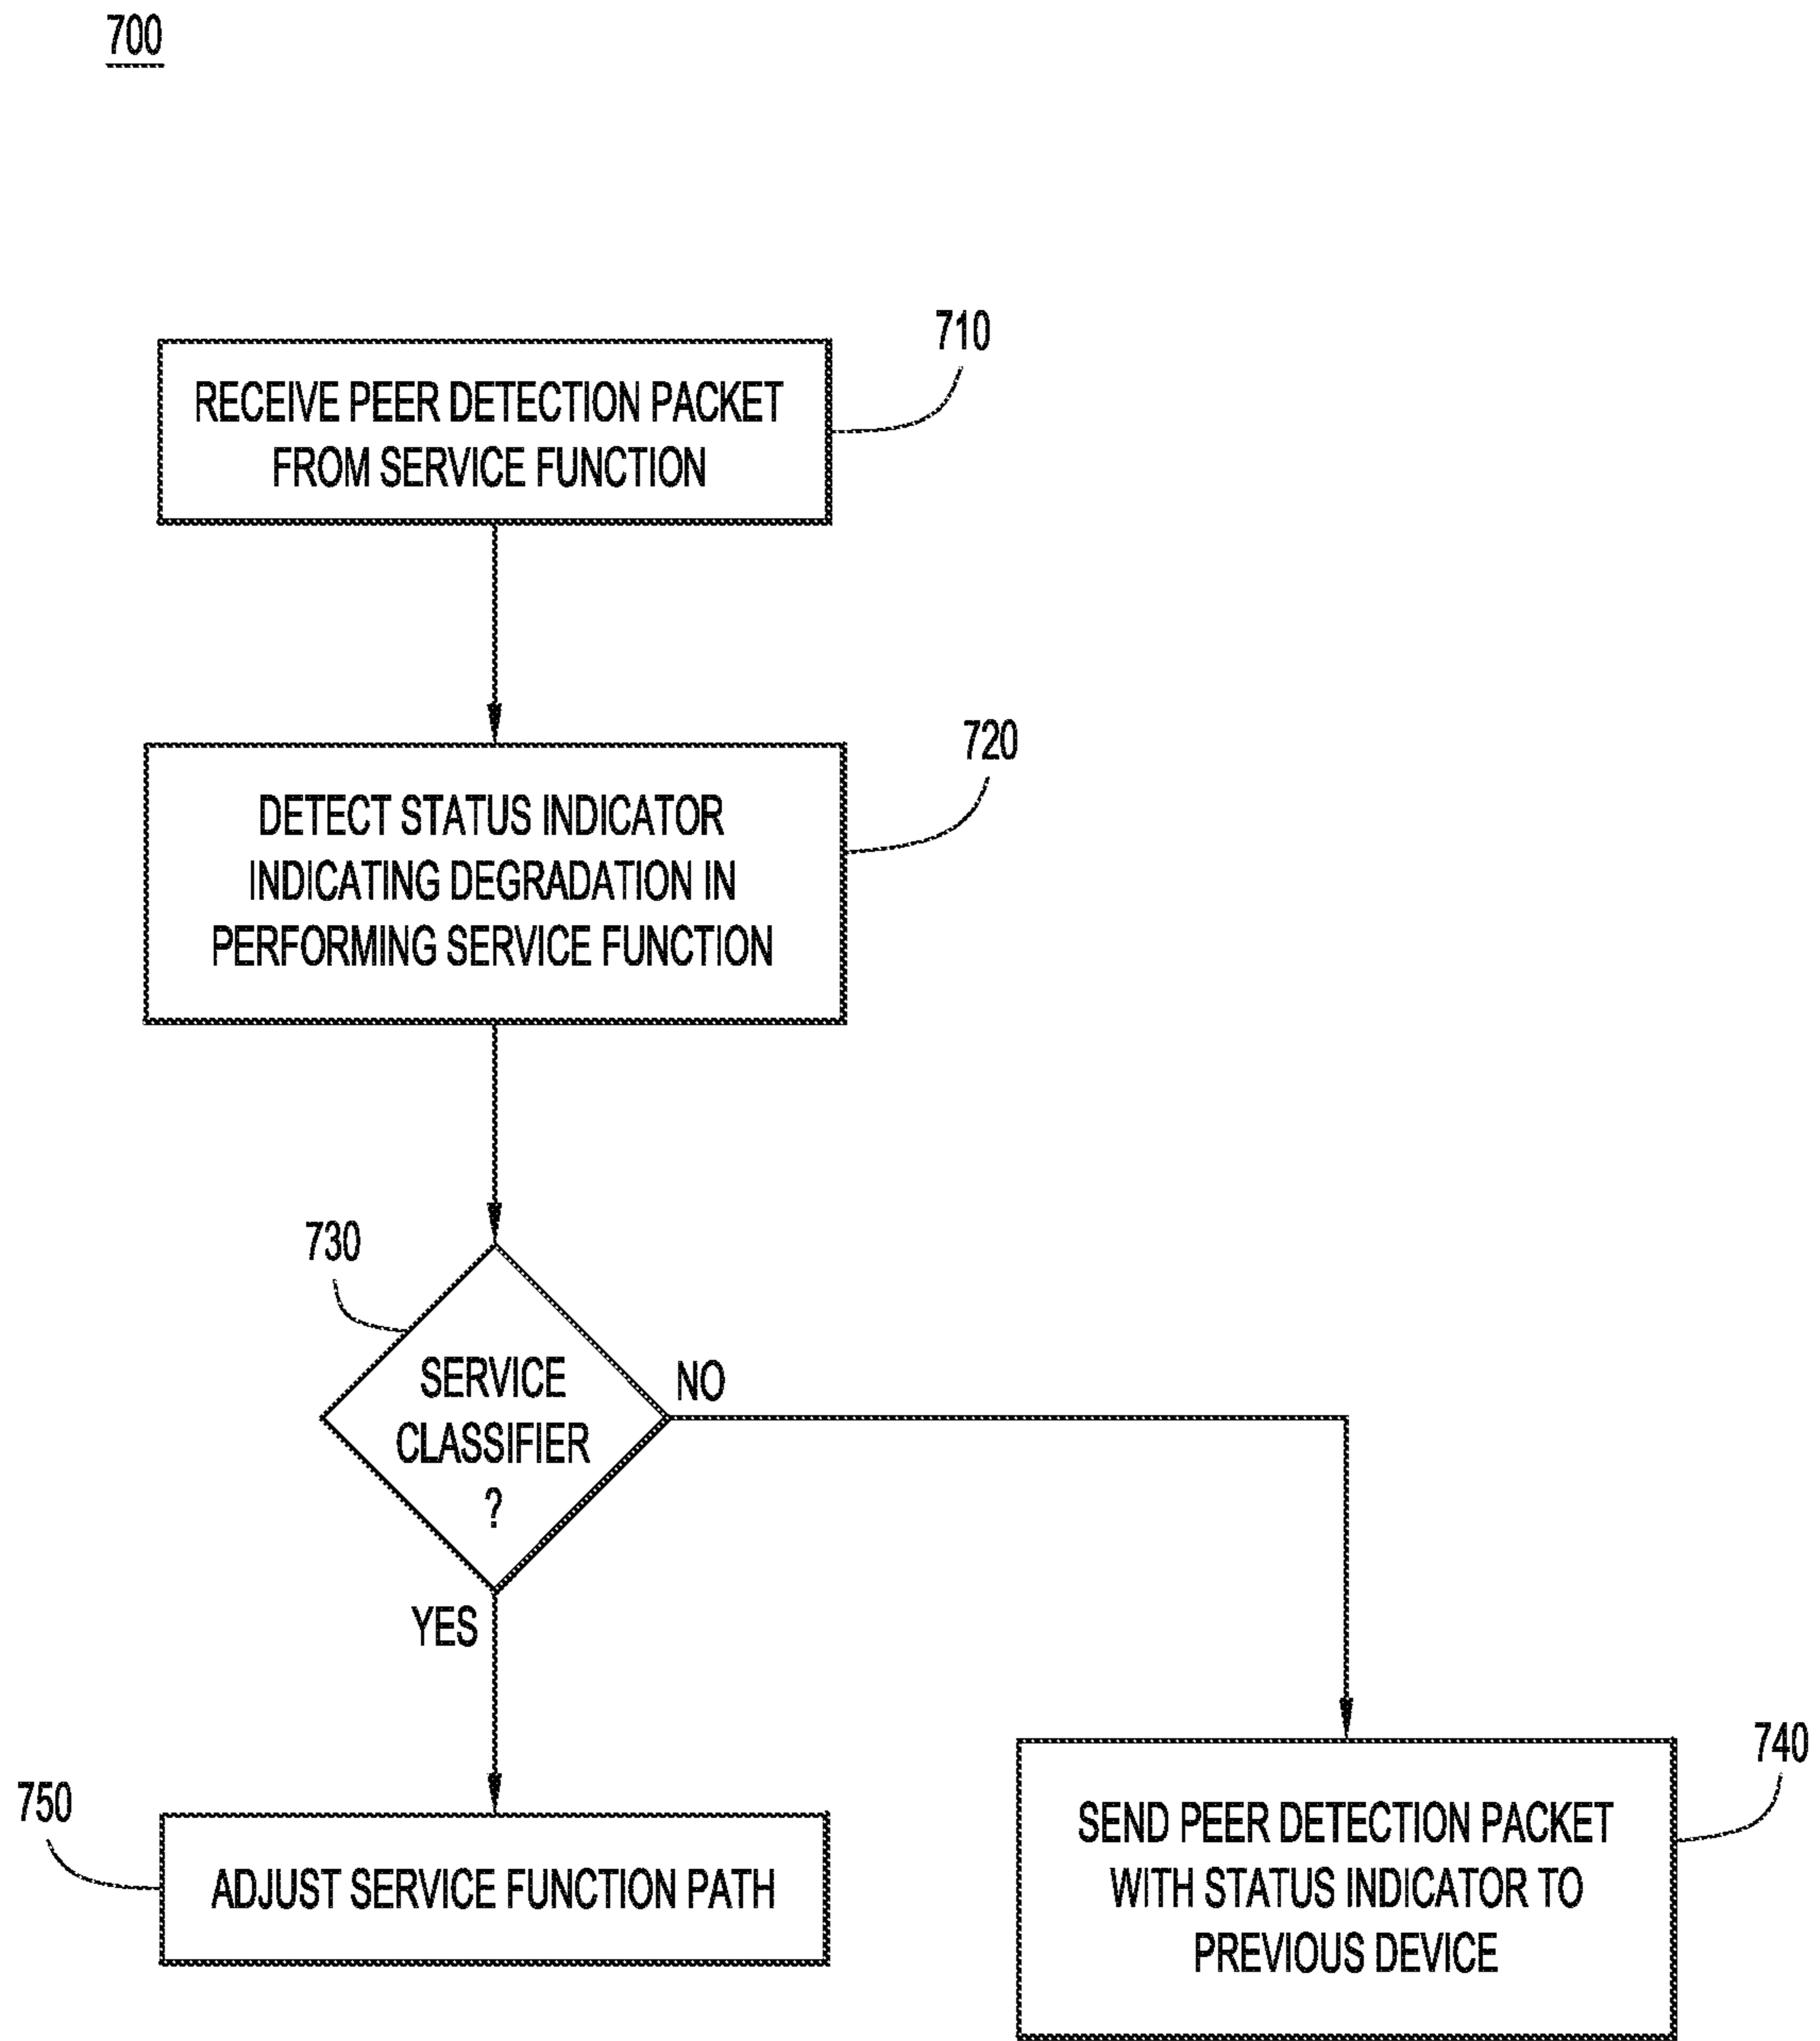 700
710
RECEIVE PEER DETECTION PACKET
FROM SERVICE FUNCTION
720
DETECT STATUS INDICATOR
INDICATING DEGRADATION IN
PERFORMING SERVICE FUNCTION
730
SERVICE
CLASSIFIER
?
NO
YES
750
ADJUST SERVICE FUNCTION PATH
740
SEND PEER DETECTION PACKET
WITH STATUS INDICATOR TO
PREVIOUS DEVICE